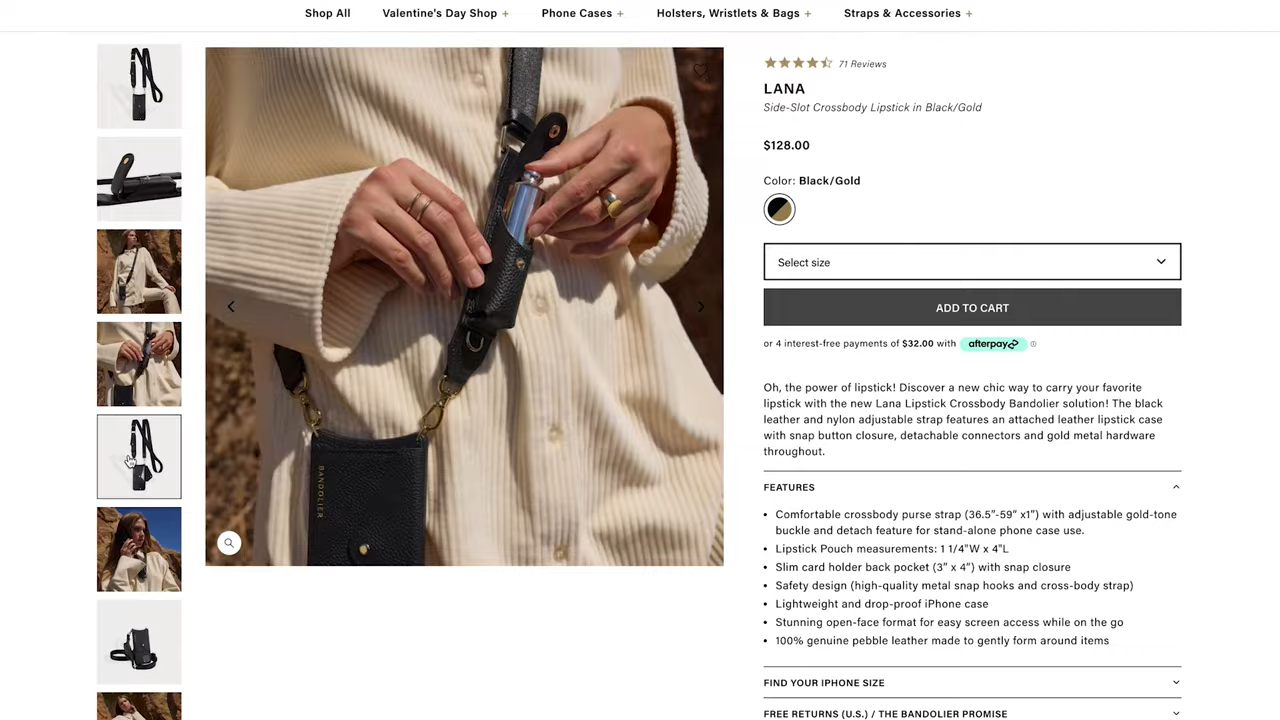 Shop All
Valentine's Day Shop +
Phone Cases +
Holsters, Wristlets & Bags +
Straps & Accessories +
71 Reviews
LANA
Side-Slot Crossbody Lipstick in Black/Gold
$128.00
Color: Black/Gold
Select size
ADD TO CART
or 4 interest-free payments of $32.00 with afterpay
Oh, the power of lipstick! Discover a new chic way to carry your favorite
lipstick with the new Lana Lipstick Crossbody Bandolier solution! The black
leather and nylon adjustable strap features an attached leather lipstick case
with snap button closure, detachable connectors and gold metal hardware
throughout.
FEATURES
• Comfortable crossbody purse strap (36.5"-59" x1") with adjustable gold-tone
buckle and detach feature for stand-alone phone case use.
• Lipstick Pouch measurements: 1 1/4"W x 4"L
• Slim card holder back pocket (3" x 4") with snap closure
• Safety design (high-quality metal snap hooks and cross-body strap)
• Lightweight and drop-proof iPhone case
• Stunning open-face format for easy screen access while on the go
• 100% genuine pebble leather made to gently form around items
FIND YOUR IPHONE SIZE
FREE RETURNS (U.S.) / THE BANDOLIER PROMISE
BANDOLIER